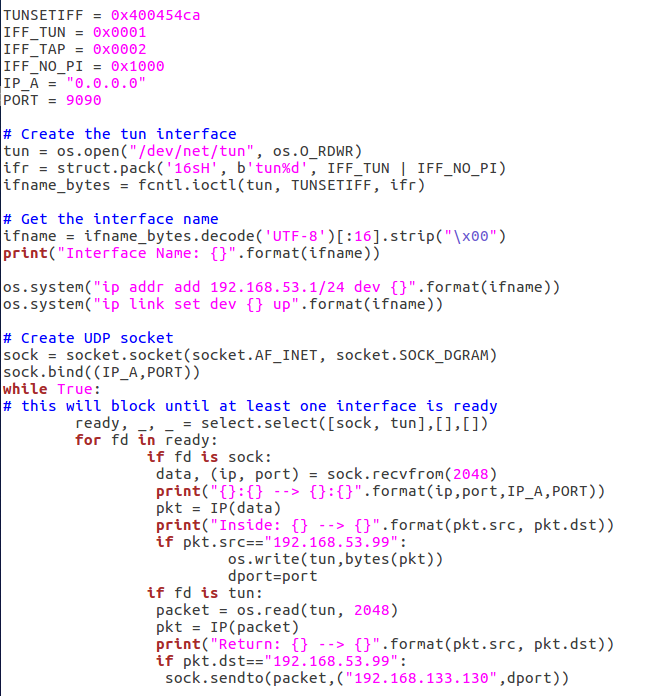 TUNSETIFF = 0x400454ca
IFF_TUN = 0x0001
IFF_TAP = 0x0002
IFF_NO_PI = 0x1000
IP_A = "0.0.0.0"
PORT = 9090

# Create the tun interface
tun = os.open("/dev/net/tun", os.O_RDWR)
ifr = struct.pack('16sH', b'tun%d', IFF_TUN | IFF_NO_PI)
ifname_bytes = fcntl.ioctl(tun, TUNSETIFF, ifr)

# Get the interface name
ifname = ifname_bytes.decode('UTF-8')[:16].strip("\x00")
print("Interface Name: {}".format(ifname))

os.system("ip addr add 192.168.53.1/24 dev {}".format(ifname))
os.system("ip link set dev {} up".format(ifname))

# Create UDP socket
sock = socket.socket(socket.AF_INET, socket.SOCK_DGRAM)
sock.bind((IP_A,PORT))
while True:
# this will block until at least one interface is ready
        ready, _, _ = select.select([sock, tun],[],[])
        for fd in ready:
                if fd is sock:
                 data, (ip, port) = sock.recvfrom(2048)
                 print("{}:{} --> {}:{}".format(ip,port,IP_A,PORT))
                 pkt = IP(data)
                 print("Inside: {} --> {}".format(pkt.src, pkt.dst))
                 if pkt.src=="192.168.53.99":
                         os.write(tun,bytes(pkt))
                         dport=port
                if fd is tun:
                 packet = os.read(tun, 2048)
                 pkt = IP(packet)
                 print("Return: {} --> {}".format(pkt.src, pkt.dst))
                 if pkt.dst=="192.168.53.99":
                  sock.sendto(packet,("192.168.133.130",dport))